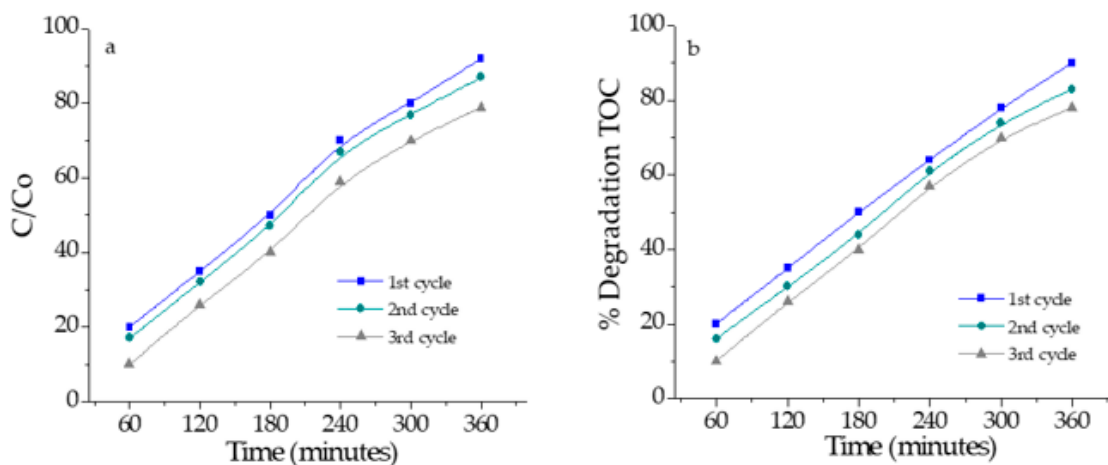 a
C/Co
100
80
60
40
20
0
1st cycle
2nd cycle
3rd cycle
60 120 180 240 300 360
Time (minutes)
b
% Degradation TOC
100
80
60
40
20
0
1st cycle
2nd cycle
3rd cycle
60 120 180 240 300 360
Time (minutes)